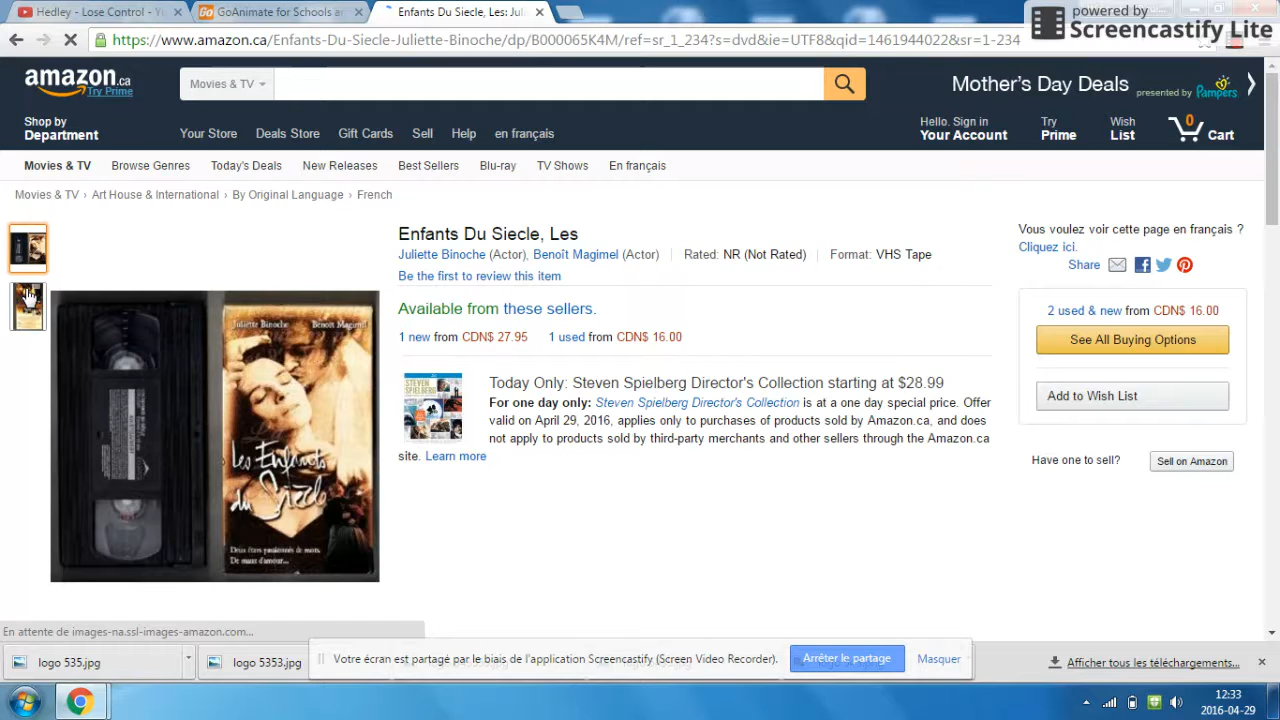 Hedley - Lose Control - Y
GoAnimate for Schools a
Enfants Du Siecle, Les: Jul
powered by
Screencastify Lite
https://www.amazon.ca/Enfants-Du-Siecle-Juliette-Binoche/dp/
/ref=sr_1_234?s=dvd&ie=UTF8&qid=1461944022&sr=1-234
amazon.ca
Try Prime
Movies & TV
Mother's Day Deals presented by Pampers
Shop by
Department
Your Store
Deals Store
Gift Cards
Sell
Help
en français
Hello. Sign in
Your Account
Try
Prime
Wish
List
0
Cart
Movies & TV
Browse Genres
Today's Deals
New Releases
Best Sellers
Blu-ray
TV Shows
En français
Movies & TV › Art House & International › By Original Language › French
Enfants Du Siecle, Les
Juliette Binoche (Actor), Benoît Magimel (Actor) | Rated: NR (Not Rated) | Format: VHS Tape
Be the first to review this item
Available from these sellers.
1 new from CDN$ 27.95 1 used from CDN$ 16.00
STEVEN
SPIELBERG
Today Only: Steven Spielberg Director's Collection starting at $28.99
For one day only: Steven Spielberg Director's Collection is at a one day special price. Offer
valid on April 29, 2016, applies only to purchases of products sold by Amazon.ca, and does
not apply to products sold by third-party merchants and other sellers through the Amazon.ca
site. Learn more
Vous voulez voir cette page en français ?
Cliquez ici.
Share
2 used & new from CDN$ 16.00
See All Buying Options
Add to Wish List
Have one to sell?
Sell on Amazon
Juliette Binoche
Benoît Magimel
Les Enfants
du Siècle
Deux êtres passionnés de mots.
De maux d'amour...
En attente de images-na.ssl-images-amazon.com...
logo 535.jpg
logo 5353.jpg
Votre écran est partagé par le biais de l'application Screencastify (Screen Video Recorder).
Arrêter le partage
Masquer
Afficher tous les téléchargements...
12:33
2016-04-29